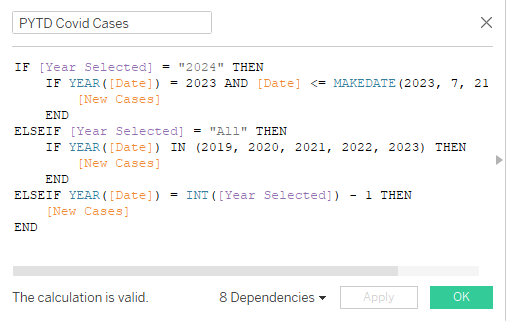 PYTD Covid Cases
IF [Year Selected] = "2024" THEN
    IF YEAR([Date]) = 2023 AND [Date] <= MAKEDATE(2023, 7, 21
        [New Cases]
    END
ELSEIF [Year Selected] = "All" THEN
    IF YEAR([Date]) IN (2019, 2020, 2021, 2022, 2023) THEN
        [New Cases]
    END
ELSEIF YEAR([Date]) = INT([Year Selected]) - 1 THEN
    [New Cases]
END
The calculation is valid.
8 Dependencies
Apply
OK